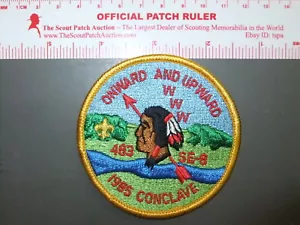 OFFICIAL PATCH RULER
The Scout Patch Auction - The Largest Dealer of Scouting Memorabilia in the World!
www.TheScoutPatchAuction.com
Ebay ID: tspa
ONWARD AND UPWARD
W
W
W
483 SE-8
1985 CONCLAVE